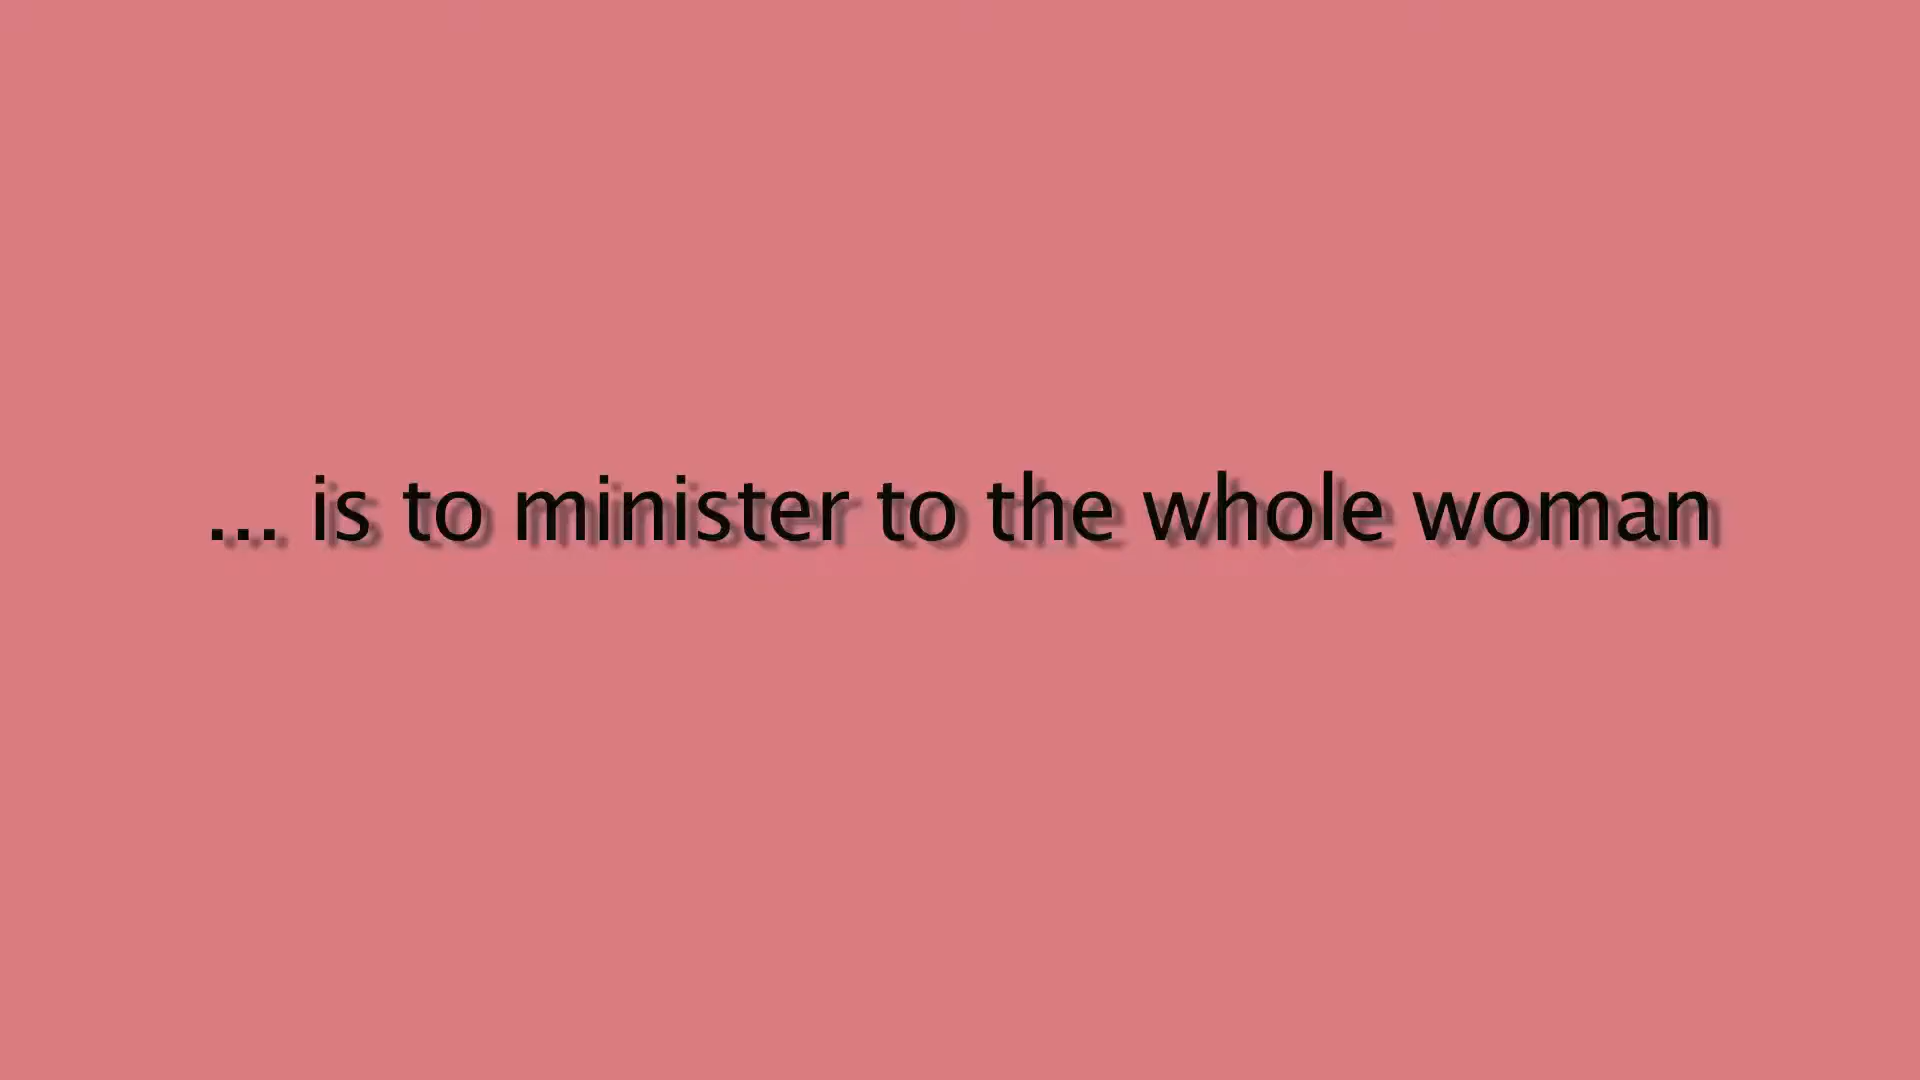 ... is to minister to the whole woman